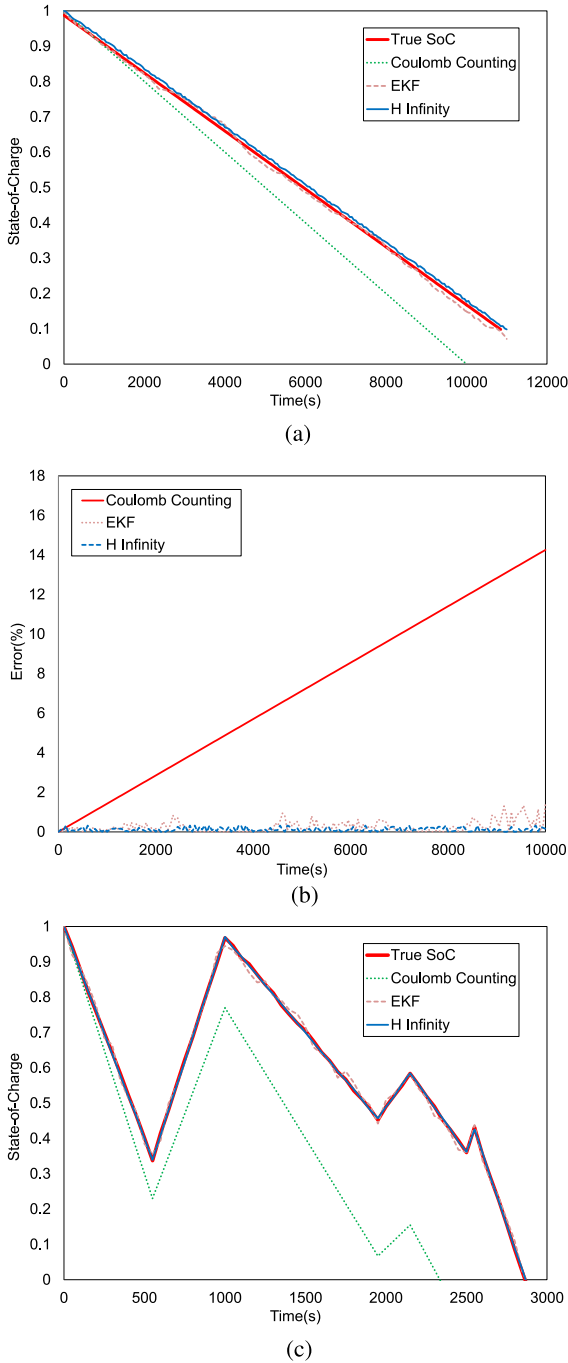 1
0.9
0.8
0.7
0.6
0.5
0.4
0.3
0.2
0.1
0
State-of-Charge
True SoC
Coulomb Counting
EKF
H Infinity
0 2000 4000 6000 8000 10000 12000
Time(s)
(a)
18
16
14
12
10
8
6
4
2
0
Error(%)
Coulomb Counting
EKF
H Infinity
0 2000 4000 6000 8000 10000
Time(s)
(b)
1
0.9
0.8
0.7
0.6
0.5
0.4
0.3
0.2
0.1
0
State-of-Charge
True SoC
Coulomb Counting
EKF
H Infinity
0 500 1000 1500 2000 2500 3000
Time(s)
(c)